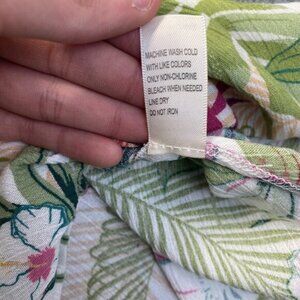 MACHINE WASH COLD
WITH LIKE COLORS
ONLY NON-CHLORINE
BLEACH WHEN NEEDED
LINE DRY
DO NOT IRON